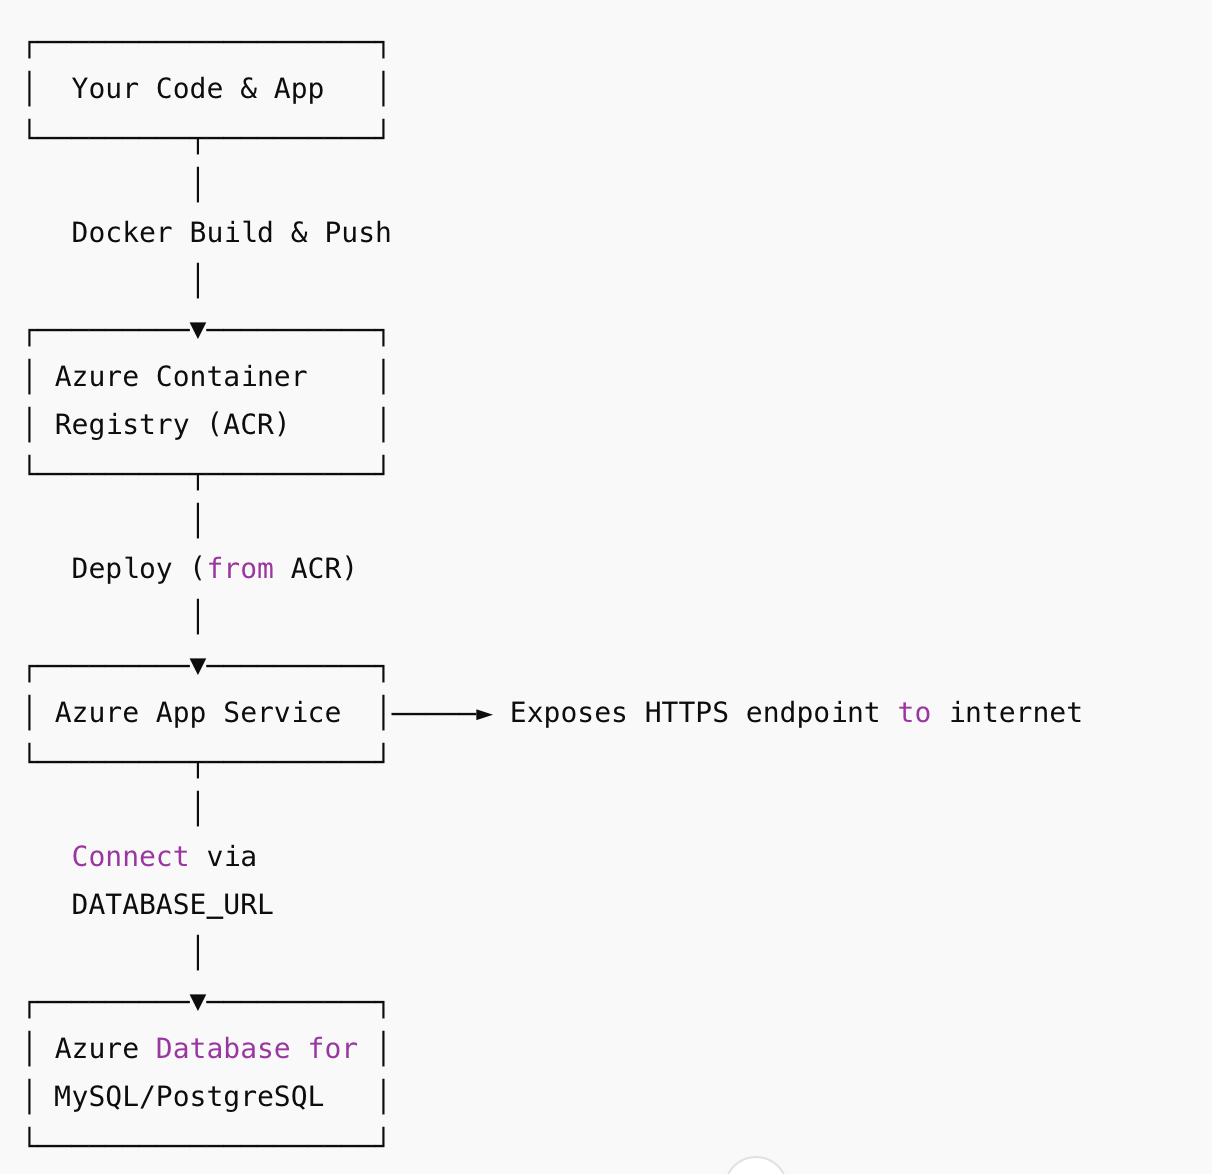 Your Code & App
Docker Build & Push
Azure Container
Registry (ACR)
Deploy (from ACR)
Azure App Service
Exposes HTTPS endpoint to internet
Connect via
DATABASE_URL
Azure Database for
MySQL/PostgreSQL